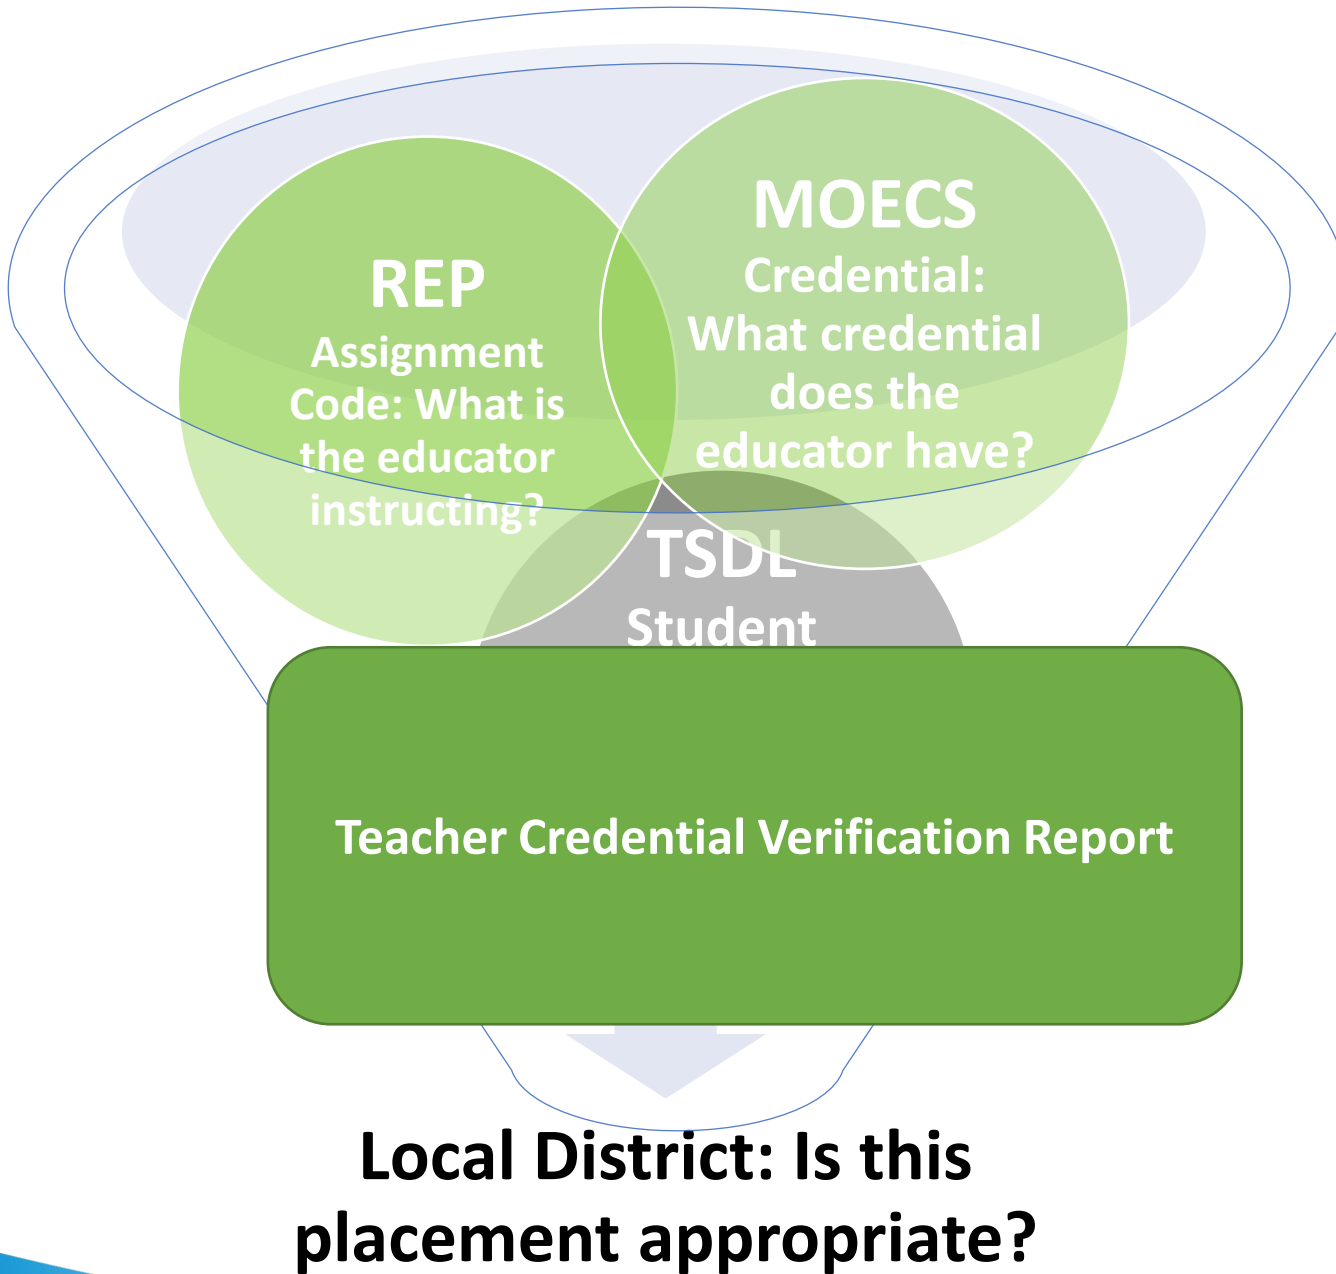 REP
Assignment
Code: What is
the educator
instructing?
MOECS
Credential:
What credential
does the
educator have?
TSDL
Student
Teacher Credential Verification Report
Local District: Is this
placement appropriate?